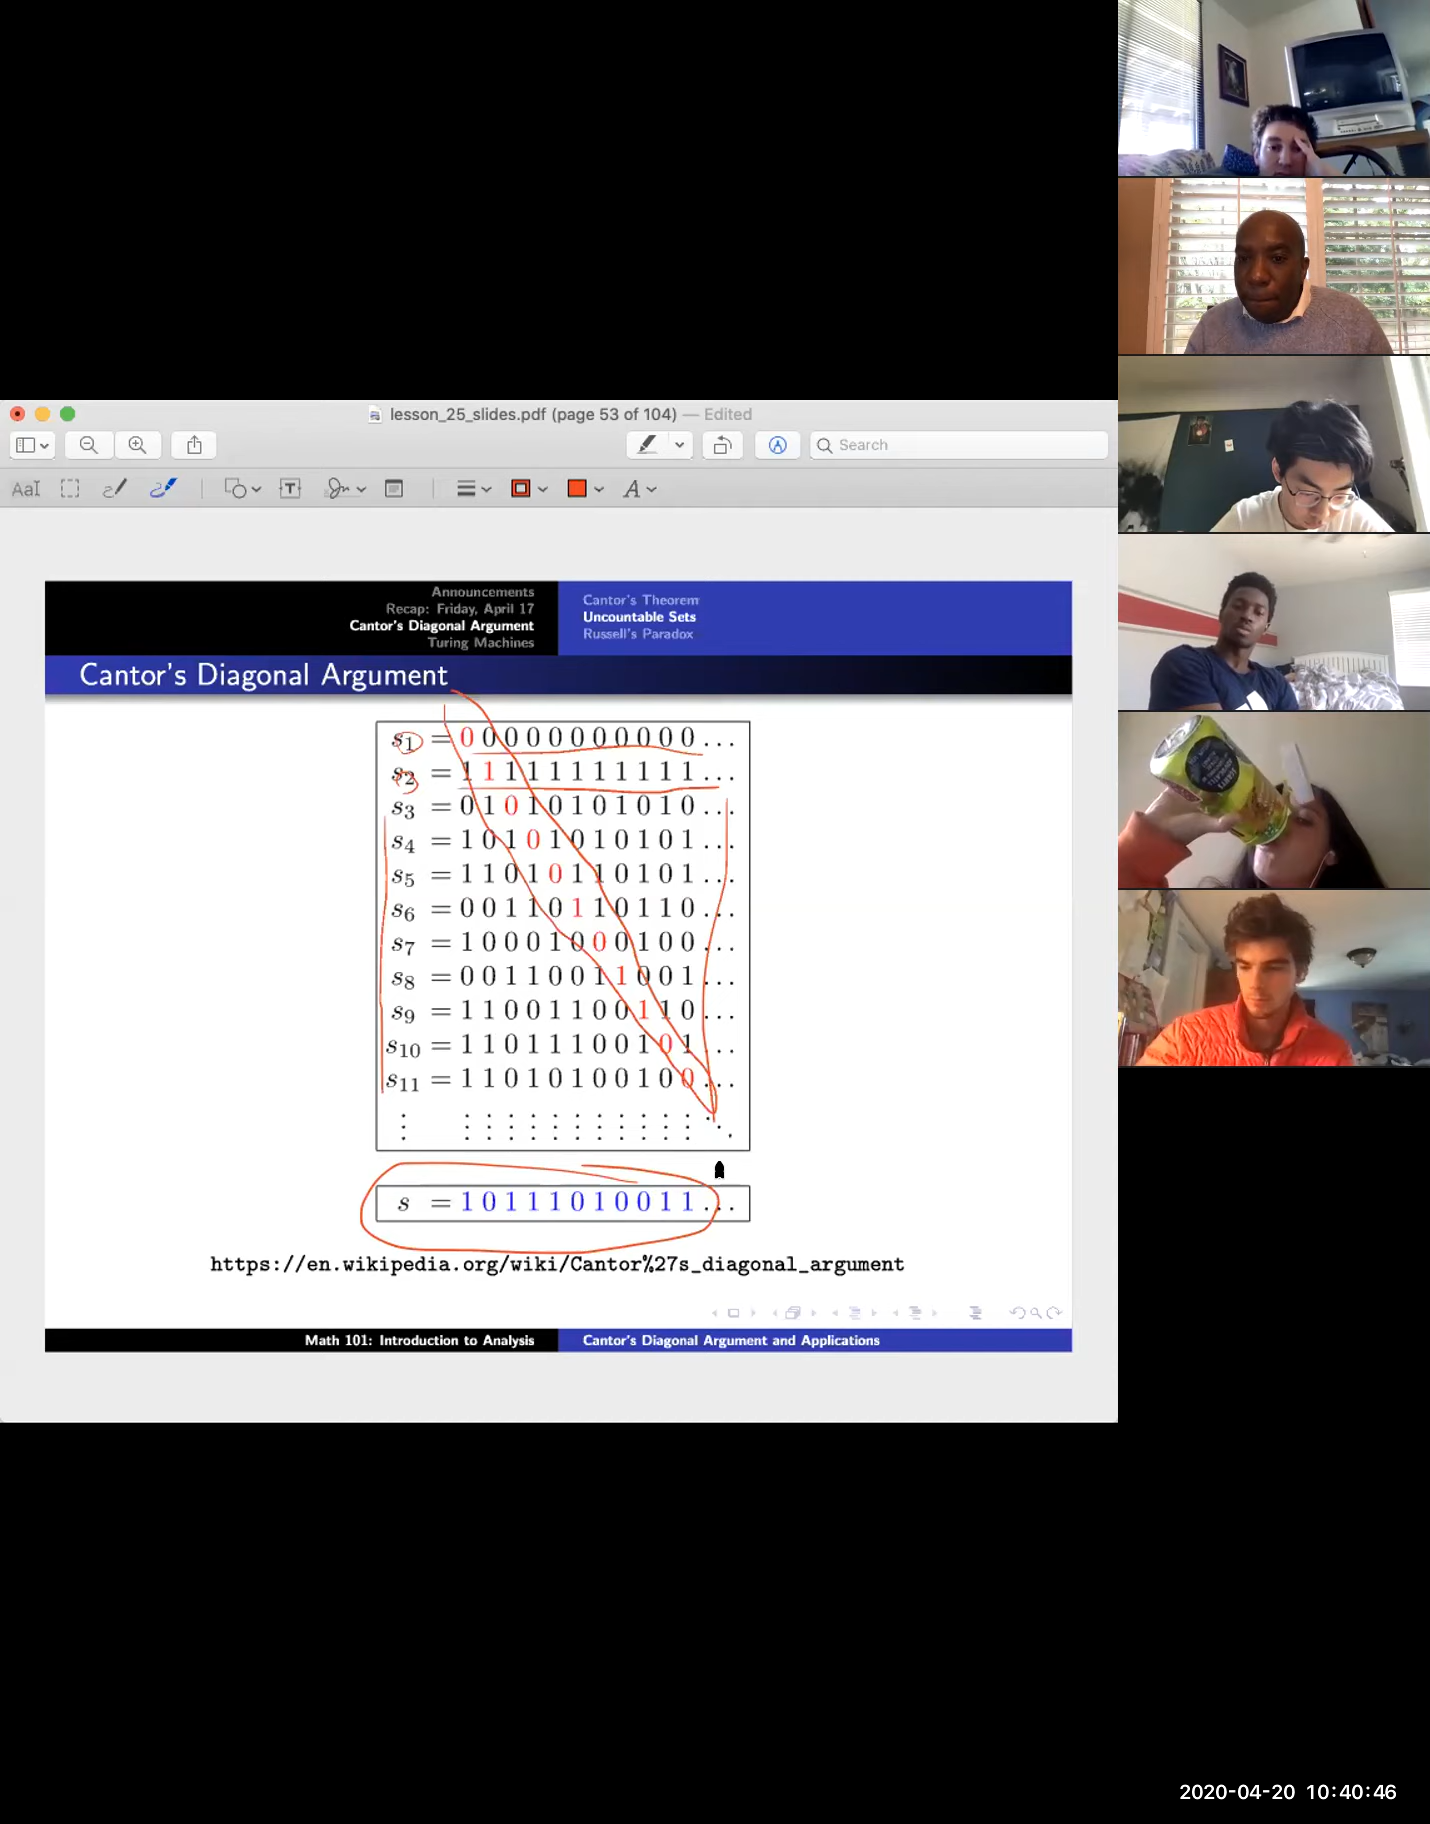 lesson_25_slides.pdf (page 53 of 104) — Edited
Search
AaI
T
A
Announcements
Recap: Friday, April 17
Cantor's Diagonal Argument
Turing Machines
Cantor's Theorem
Uncountable Sets
Russell's Paradox
Cantor's Diagonal Argument
s1 = 0 0 0 0 0 0 0 0 0 0 0 ...
s2 = 1 1 1 1 1 1 1 1 1 1 1 ...
s3 = 0 1 0 1 0 1 0 1 0 1 0 ...
s4 = 1 0 1 0 1 0 1 0 1 0 1 ...
s5 = 1 1 0 1 0 1 1 0 1 0 1 ...
s6 = 0 0 1 1 0 1 1 0 1 1 0 ...
s7 = 1 0 0 0 1 0 0 0 1 0 0 ...
s8 = 0 0 1 1 0 0 1 1 0 0 1 ...
s9 = 1 1 0 0 1 1 0 0 1 1 0 ...
s10 = 1 1 0 1 1 1 0 0 1 0 1 ...
s11 = 1 1 0 1 0 1 0 0 1 0 0 ...
s = 1 0 1 1 1 0 1 0 0 1 1 ...
https://en.wikipedia.org/wiki/Cantor%27s_diagonal_argument
Math 101: Introduction to Analysis
Cantor's Diagonal Argument and Applications
2020-04-20 10:40:46